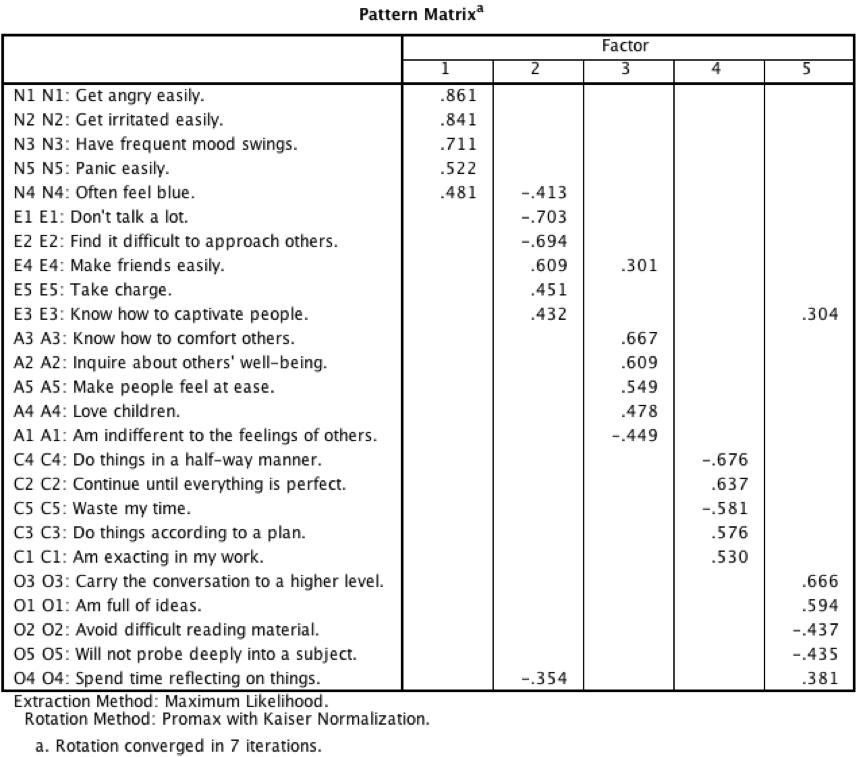 Pattern Matrixa
Factor
1 2 3 4 5
N1 N1: Get angry easily. .861
N2 N2: Get irritated easily. .841
N3 N3: Have frequent mood swings. .711
N5 N5: Panic easily. .522
N4 N4: Often feel blue. .481 -.413
E1 E1: Don't talk a lot. -.703
E2 E2: Find it difficult to approach others. -.694
E4 E4: Make friends easily. .609 .301
E5 E5: Take charge. .451
E3 E3: Know how to captivate people. .432 .304
A3 A3: Know how to comfort others. .667
A2 A2: Inquire about others' well-being. .609
A5 A5: Make people feel at ease. .549
A4 A4: Love children. .478
A1 A1: Am indifferent to the feelings of others. -.449
C4 C4: Do things in a half-way manner. -.676
C2 C2: Continue until everything is perfect. .637
C5 C5: Waste my time. -.581
C3 C3: Do things according to a plan. .576
C1 C1: Am exacting in my work. .530
O3 O3: Carry the conversation to a higher level. .666
O1 O1: Am full of ideas. .594
O2 O2: Avoid difficult reading material. -.437
O5 O5: Will not probe deeply into a subject. -.435
O4 O4: Spend time reflecting on things. -.354 .381
Extraction Method: Maximum Likelihood.
Rotation Method: Promax with Kaiser Normalization.
a. Rotation converged in 7 iterations.